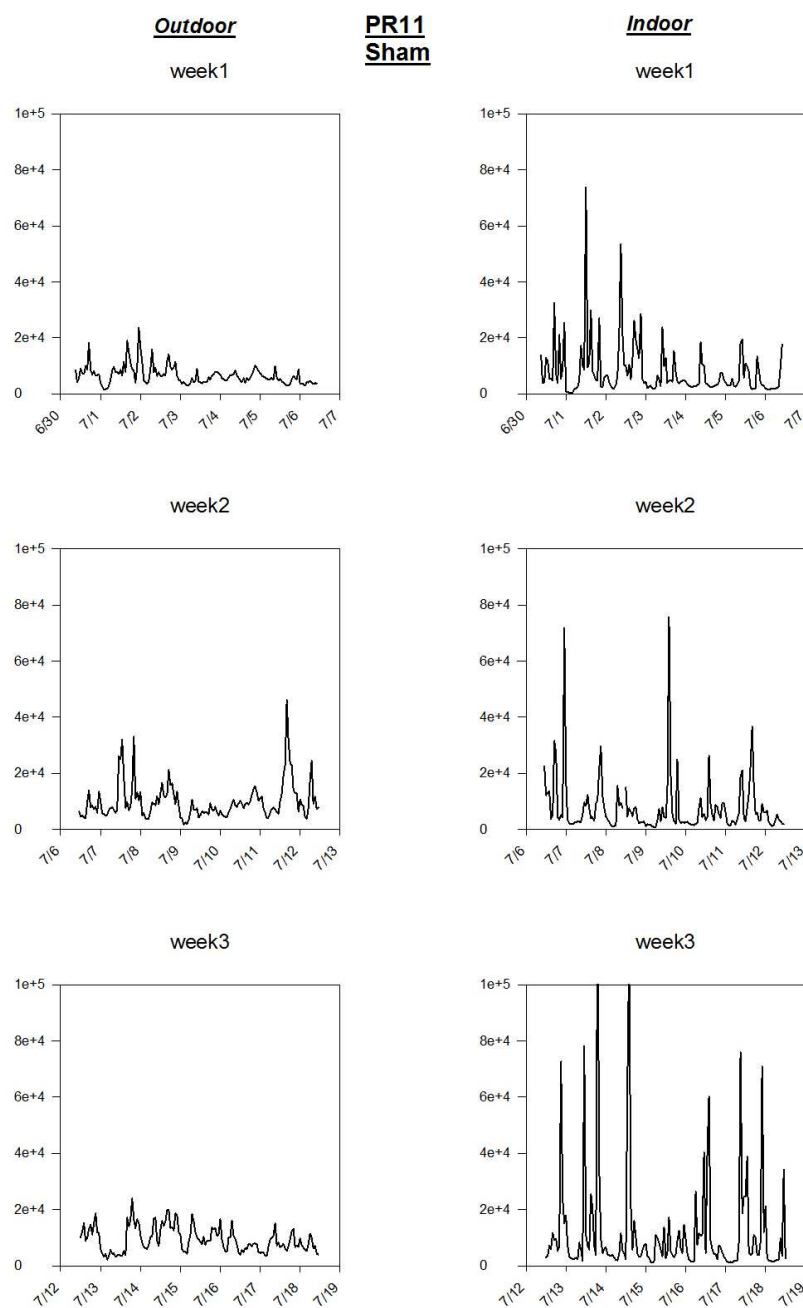 Outdoor
PR11
Sham
Indoor
week1
week1
1e+5
8e+4
6e+4
4e+4
2e+4
0
6/30
7/1
7/2
7/3
7/4
7/5
7/6
7/7
1e+5
8e+4
6e+4
4e+4
2e+4
0
6/30
7/1
7/2
7/3
7/4
7/5
7/6
7/7
week2
week2
1e+5
8e+4
6e+4
4e+4
2e+4
0
7/6
7/7
7/8
7/9
7/10
7/11
7/12
7/13
1e+5
8e+4
6e+4
4e+4
2e+4
0
7/6
7/7
7/8
7/9
7/10
7/11
7/12
7/13
week3
week3
1e+5
8e+4
6e+4
4e+4
2e+4
0
7/12
7/13
7/14
7/15
7/16
7/17
7/18
7/19
1e+5
8e+4
6e+4
4e+4
2e+4
0
7/12
7/13
7/14
7/15
7/16
7/17
7/18
7/19